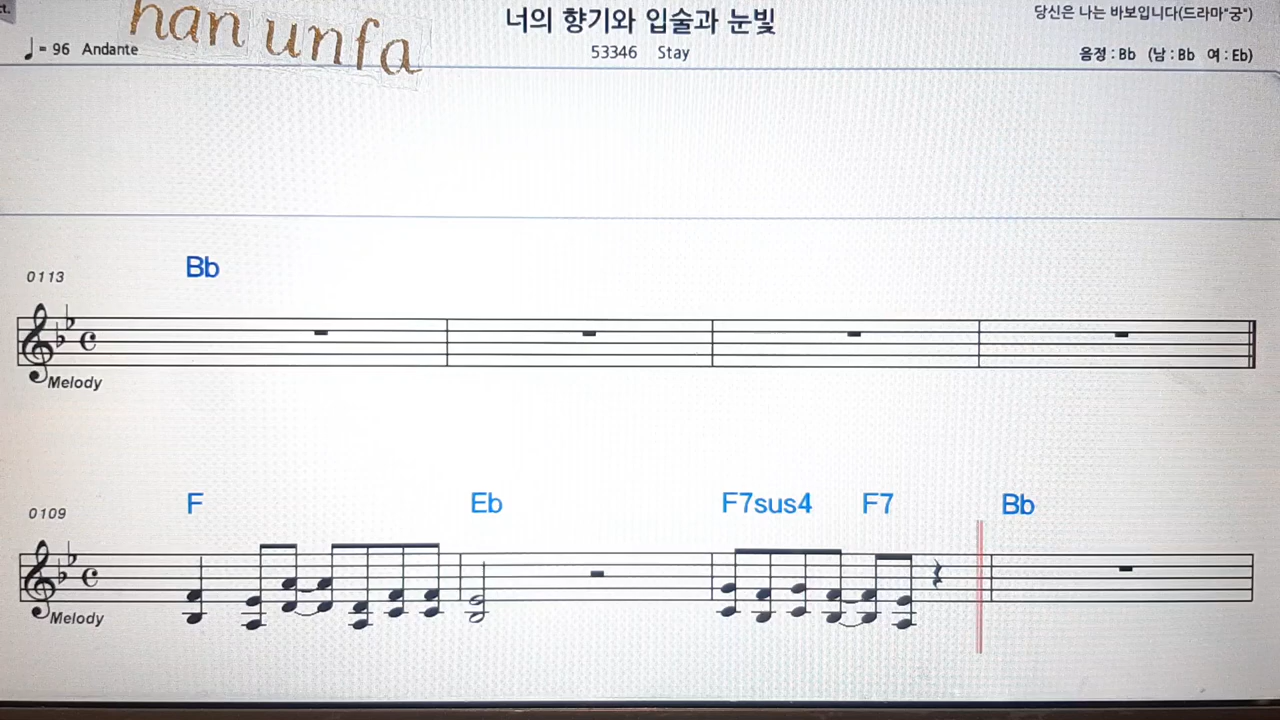 han unfa
너의 향기와 입술과 눈빛
당신은 나는 바보입니다(드라마"궁")
♩= 96 Andante
53346 Stay
음정 : Bb (남 : Bb 여 : Eb)
0113
Bb
Melody
0109
F Eb F7sus4 F7 Bb
Melody